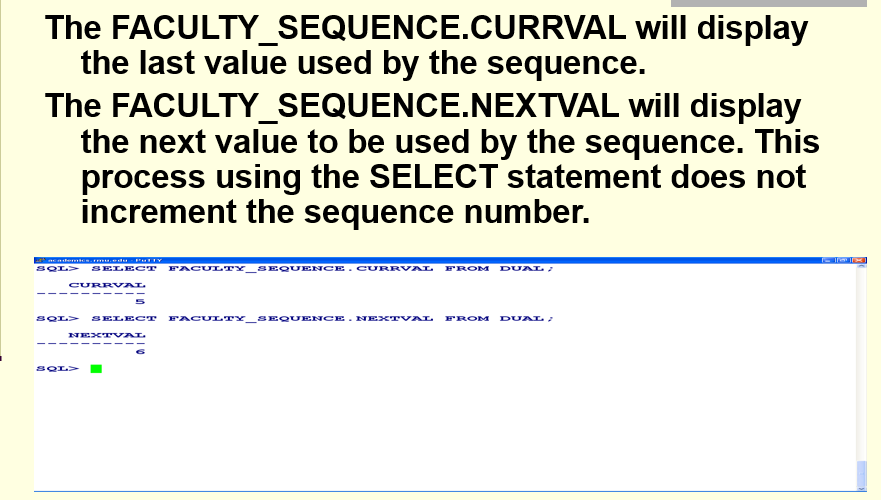 The FACULTY_SEQUENCE.CURRVAL will display
the last value used by the sequence.
The FACULTY_SEQUENCE.NEXTVAL will display
the next value to be used by the sequence. This
process using the SELECT statement does not
increment the sequence number.
academics.rmu.edu - PuTTY
SQL> SELECT FACULTY_SEQUENCE.CURRVAL FROM DUAL;
CURRVAL
----------
5
SQL> SELECT FACULTY_SEQUENCE.NEXTVAL FROM DUAL;
NEXTVAL
----------
6
SQL>